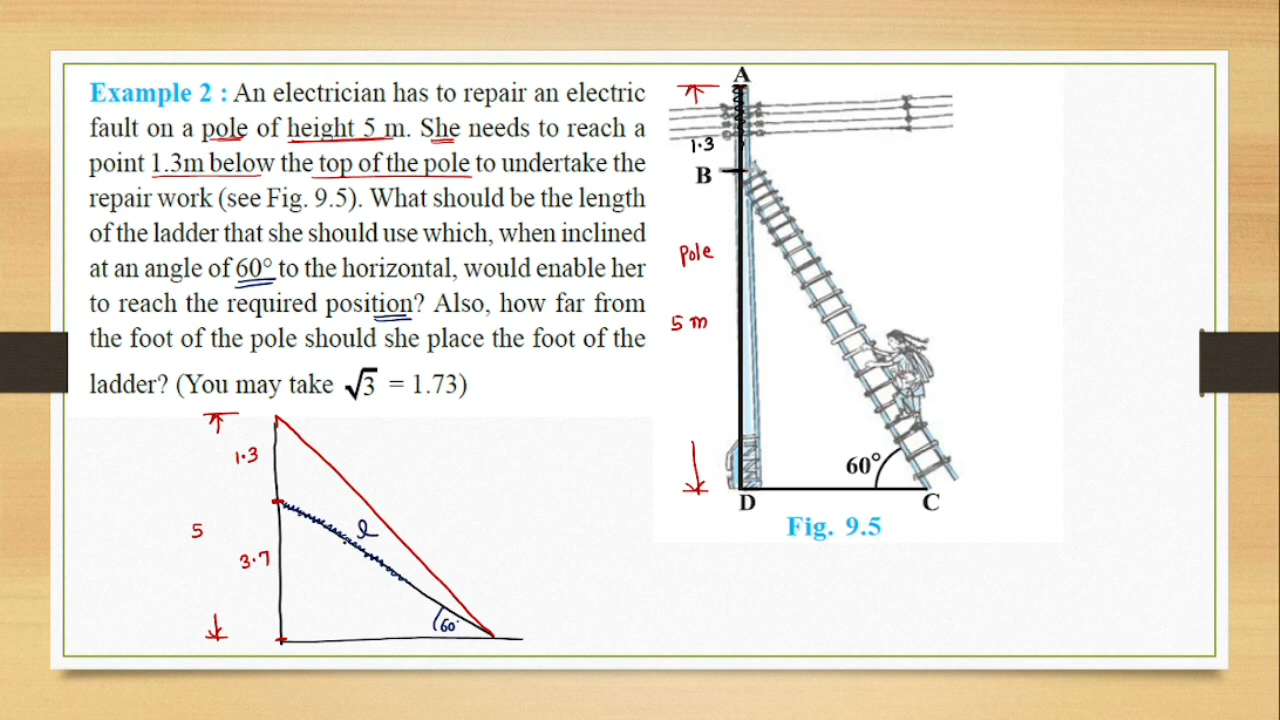 Example 2 : An electrician has to repair an electric
fault on a pole of height 5 m. She needs to reach a
point 1.3m below the top of the pole to undertake the
repair work (see Fig. 9.5). What should be the length
of the ladder that she should use which, when inclined
at an angle of 60° to the horizontal, would enable her
to reach the required position? Also, how far from
the foot of the pole should she place the foot of the
ladder? (You may take √3 = 1.73)
A
1.3
B
Pole
5 m
60°
D
C
Fig. 9.5
1.3
5
3.7
l
60°